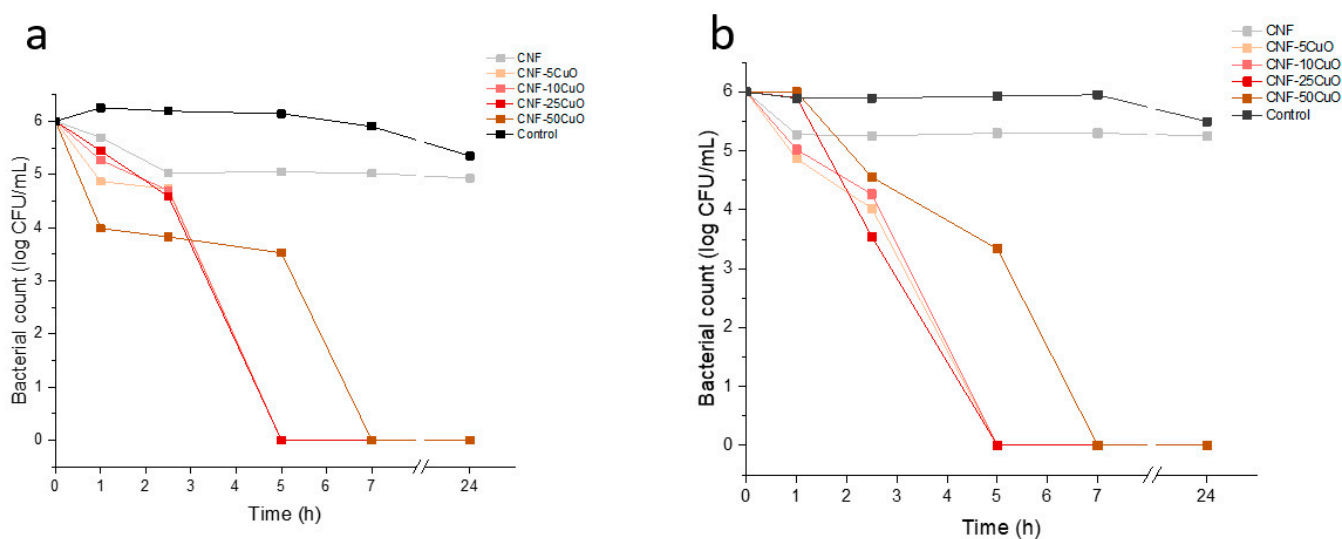 a
CNF
CNF-5CuO
CNF-10CuO
CNF-25CuO
CNF-50CuO
Control
Bacterial count (log CFU/mL)
6
5
4
3
2
1
0
0 1 2 3 4 5 7 24
Time (h)
b
CNF
CNF-5CuO
CNF-10CuO
CNF-25CuO
CNF-50CuO
Control
Bacterial count (log CFU/mL)
6
5
4
3
2
1
0
0 1 2 3 4 5 7 24
Time (h)